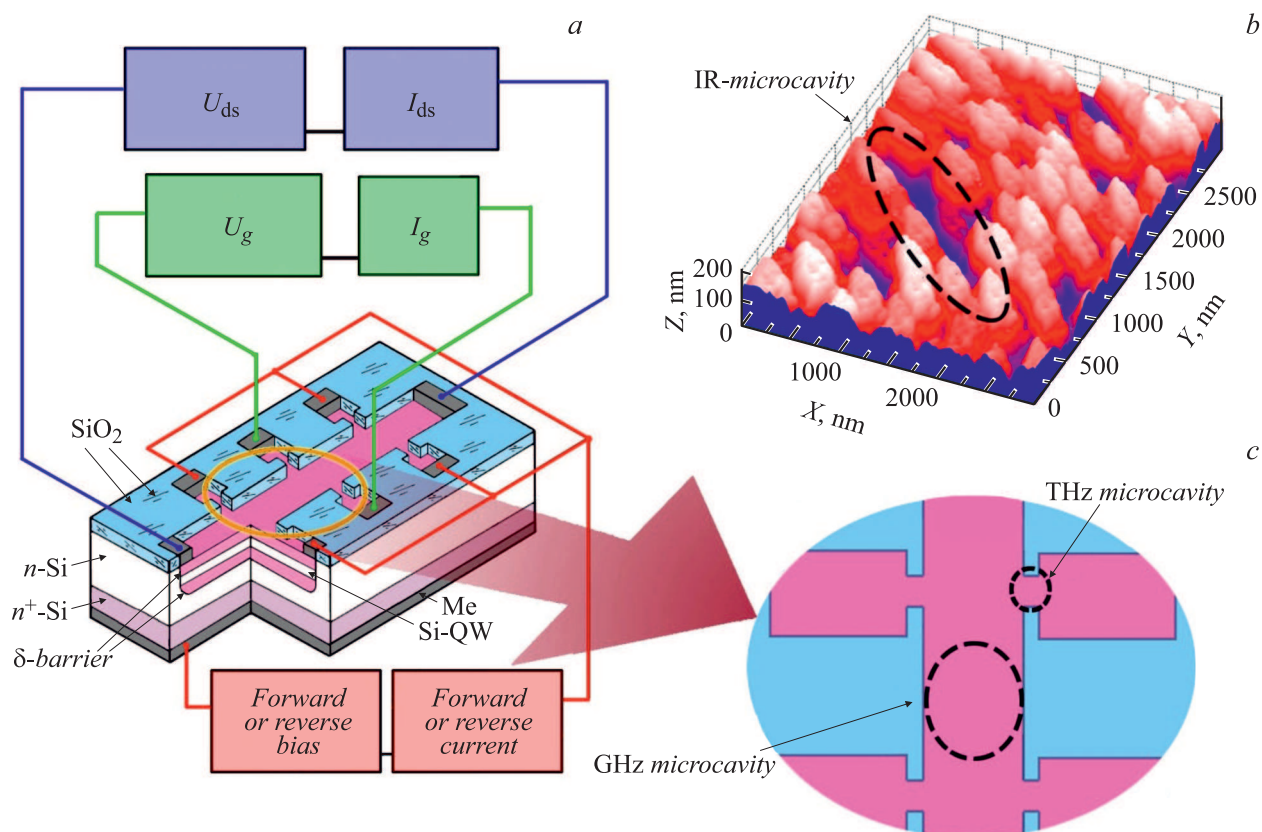 a
U_ds
I_ds
U_g
I_g
SiO₂
n-Si
n⁺-Si
δ-barrier
Me
Si-QW
Forward
or reverse
bias
Forward
or reverse
current
b
IR-microcavity
200
100
0
Z, nm
1000
2000
X, nm
0
500
1000
1500
2000
2500
Y, nm
c
THz microcavity
GHz microcavity